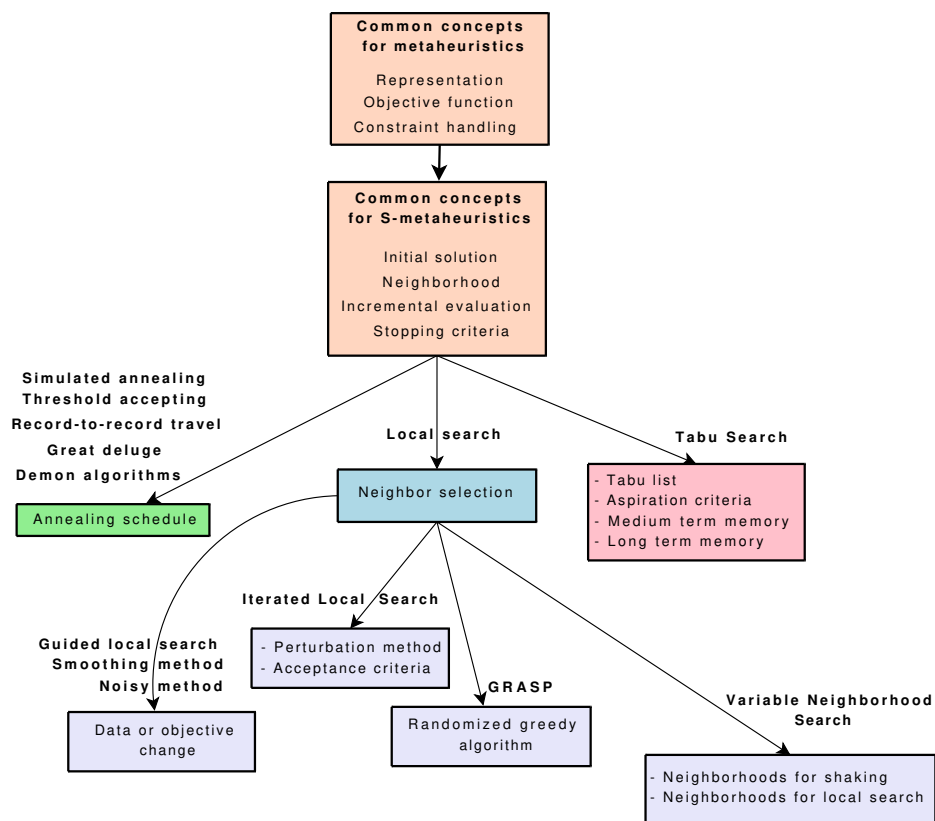 Common concepts
for metaheuristics
Representation
Objective function
Constraint handling
Common concepts
for S-metaheuristics
Initial solution
Neighborhood
Incremental evaluation
Stopping criteria
Simulated annealing
Threshold accepting
Record-to-record travel
Great deluge
Demon algorithms
Annealing schedule
Local search
Neighbor selection
Tabu Search
- Tabu list
- Aspiration criteria
- Medium term memory
- Long term memory
Guided local search
Smoothing method
Noisy method
Data or objective
change
Iterated Local Search
- Perturbation method
- Acceptance criteria
GRASP
Randomized greedy
algorithm
Variable Neighborhood
Search
- Neighborhoods for shaking
- Neighborhoods for local search